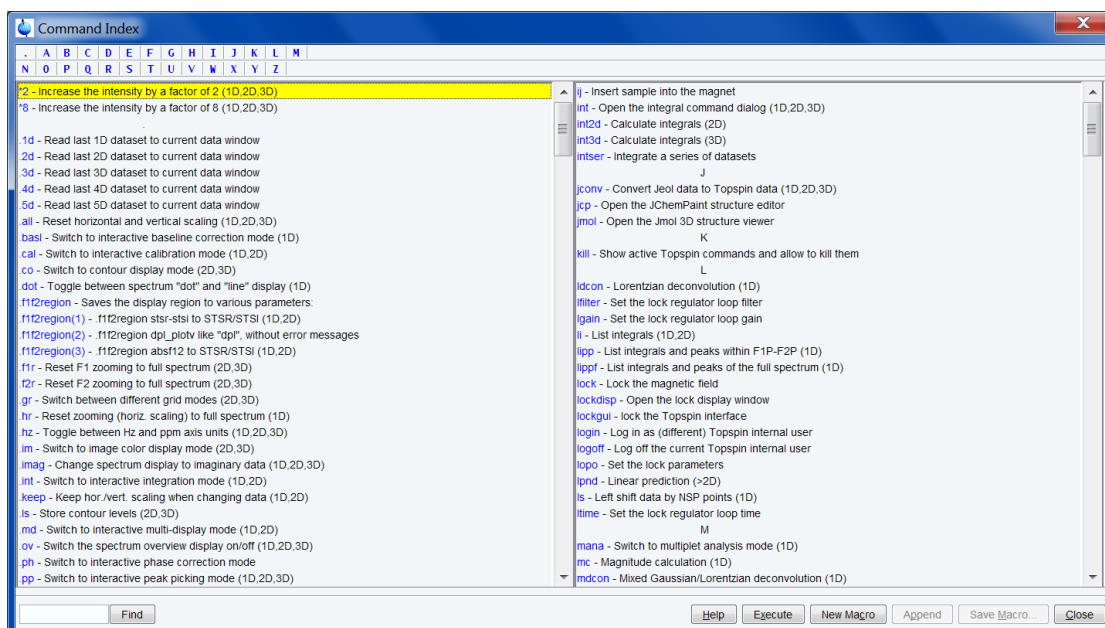 Command Index
X
. A B C D E F G H I J K L M
N O P Q R S T U V W X Y Z
*2 - Increase the intensity by a factor of 2 (1D,2D,3D)
*8 - Increase the intensity by a factor of 8 (1D,2D,3D)
.
.1d - Read last 1D dataset to current data window
.2d - Read last 2D dataset to current data window
.3d - Read last 3D dataset to current data window
.4d - Read last 4D dataset to current data window
.5d - Read last 5D dataset to current data window
.all - Reset horizontal and vertical scaling (1D,2D,3D)
.basl - Switch to interactive baseline correction mode (1D)
.cal - Switch to interactive calibration mode (1D,2D)
.co - Switch to contour display mode (2D,3D)
.dot - Toggle between spectrum "dot" and "line" display (1D)
.f1f2region - Saves the display region to various parameters:
.f1f2region(1) - .f1f2region stsr-stsi to STSR/STSI (1D,2D)
.f1f2region(2) - .f1f2region dpl_plotv like "dpl", without error messages
.f1f2region(3) - .f1f2region absf12 to STSR/STSI (1D,2D)
.f1r - Reset F1 zooming to full spectrum (2D,3D)
.f2r - Reset F2 zooming to full spectrum (2D,3D)
.gr - Switch between different grid modes (2D,3D)
.hr - Reset zooming (horiz. scaling) to full spectrum (1D)
.hz - Toggle between Hz and ppm axis units (1D,2D,3D)
.im - Switch to image color display mode (2D,3D)
.imag - Change spectrum display to imaginary data (1D,2D,3D)
.int - Switch to interactive integration mode (1D,2D)
.keep - Keep hor./vert. scaling when changing data (1D,2D)
.ls - Store contour levels (2D,3D)
.md - Switch to interactive multi-display mode (1D,2D)
.ov - Switch the spectrum overview display on/off (1D,2D,3D)
.ph - Switch to interactive phase correction mode
.pp - Switch to interactive peak picking mode (1D,2D,3D)
ij - Insert sample into the magnet
int - Open the integral command dialog (1D,2D,3D)
int2d - Calculate integrals (2D)
int3d - Calculate integrals (3D)
intser - Integrate a series of datasets
J
jconv - Convert Jeol data to Topspin data (1D,2D,3D)
jcp - Open the JChemPaint structure editor
jmol - Open the Jmol 3D structure viewer
K
kill - Show active Topspin commands and allow to kill them
L
ldcon - Lorentzian deconvolution (1D)
lfilter - Set the lock regulator loop filter
lgain - Set the lock regulator loop gain
li - List integrals (1D,2D)
lipp - List integrals and peaks within F1P-F2P (1D)
lippf - List integrals and peaks of the full spectrum (1D)
lock - Lock the magnetic field
lockdisp - Open the lock display window
lockgui - lock the Topspin interface
login - Log in as (different) Topspin internal user
logoff - Log off the current Topspin internal user
lopo - Set the lock parameters
lpnd - Linear prediction (>2D)
ls - Left shift data by NSP points (1D)
ltime - Set the lock regulator loop time
M
mana - Switch to multiplet analysis mode (1D)
mc - Magnitude calculation (1D)
mdcon - Mixed Gaussian/Lorentzian deconvolution (1D)
Find
Help Execute New Macro Append Save Macro... Close